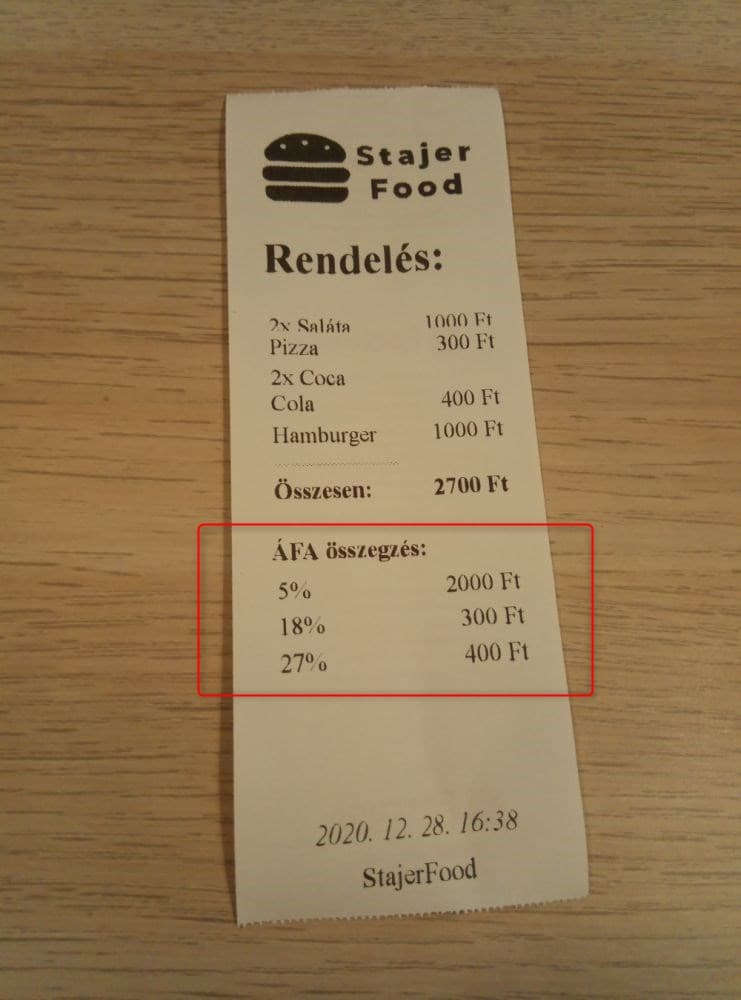 Stajer
Food
Rendelés:
2x Saláta 1000 Ft
Pizza 300 Ft
2x Coca
Cola 400 Ft
Hamburger 1000 Ft
Összesen: 2700 Ft
ÁFA összegzés:
5% 2000 Ft
18% 300 Ft
27% 400 Ft
2020. 12. 28. 16:38
StajerFood